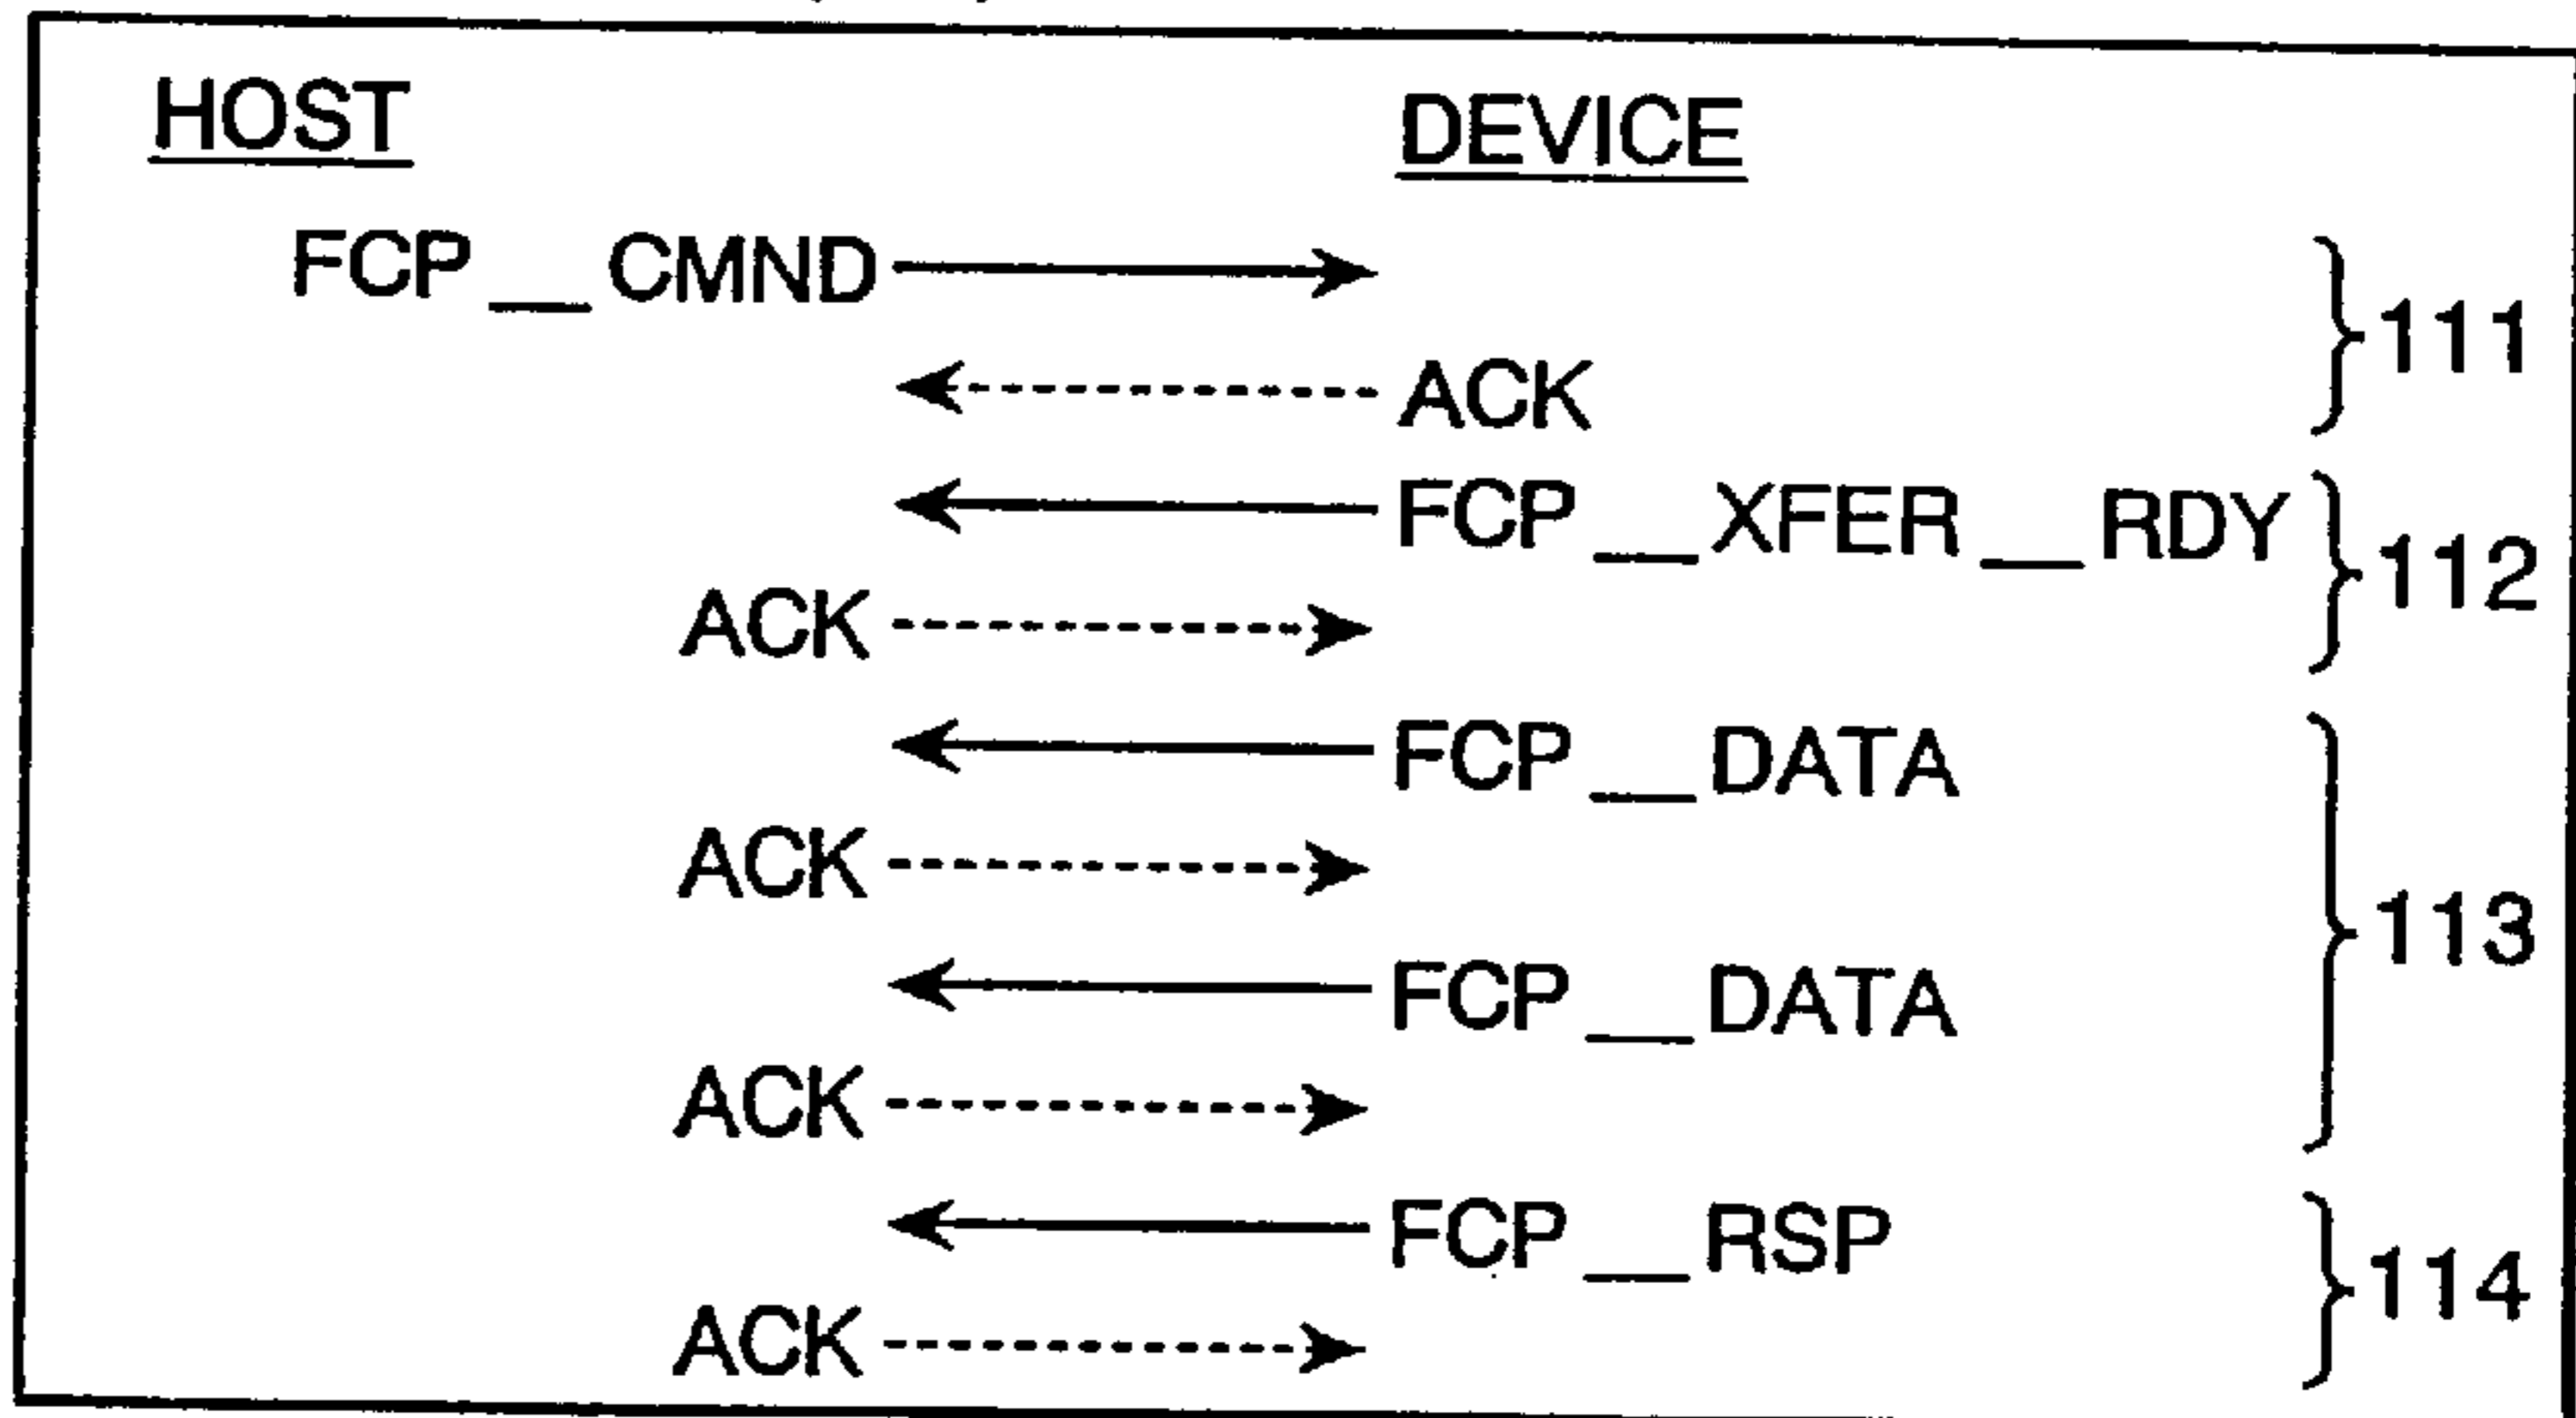 HOST DEVICE
FCP__CMND
111
ACK
FCP__XFER__RDY
112
ACK
FCP__DATA
ACK
113
FCP__DATA
ACK
FCP__RSP
114
ACK